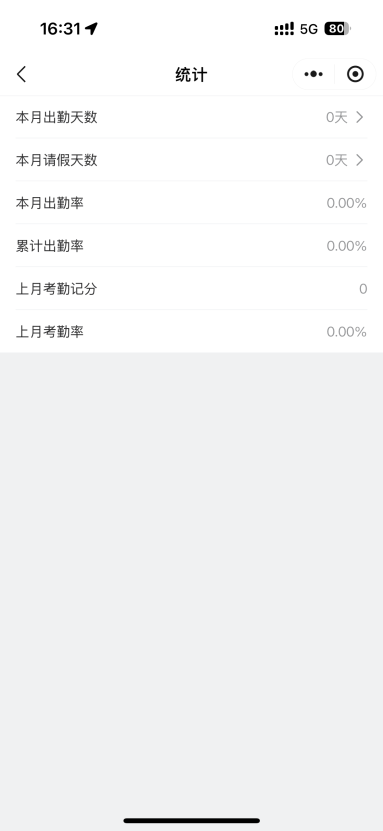 16:31 5G 80
统计
本月出勤天数 0天
本月请假天数 0天
本月出勤率 0.00%
累计出勤率 0.00%
上月考勤记分 0
上月考勤率 0.00%